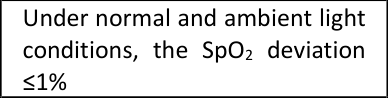 Under normal and ambient light
conditions, the SpO₂ deviation
≤1%